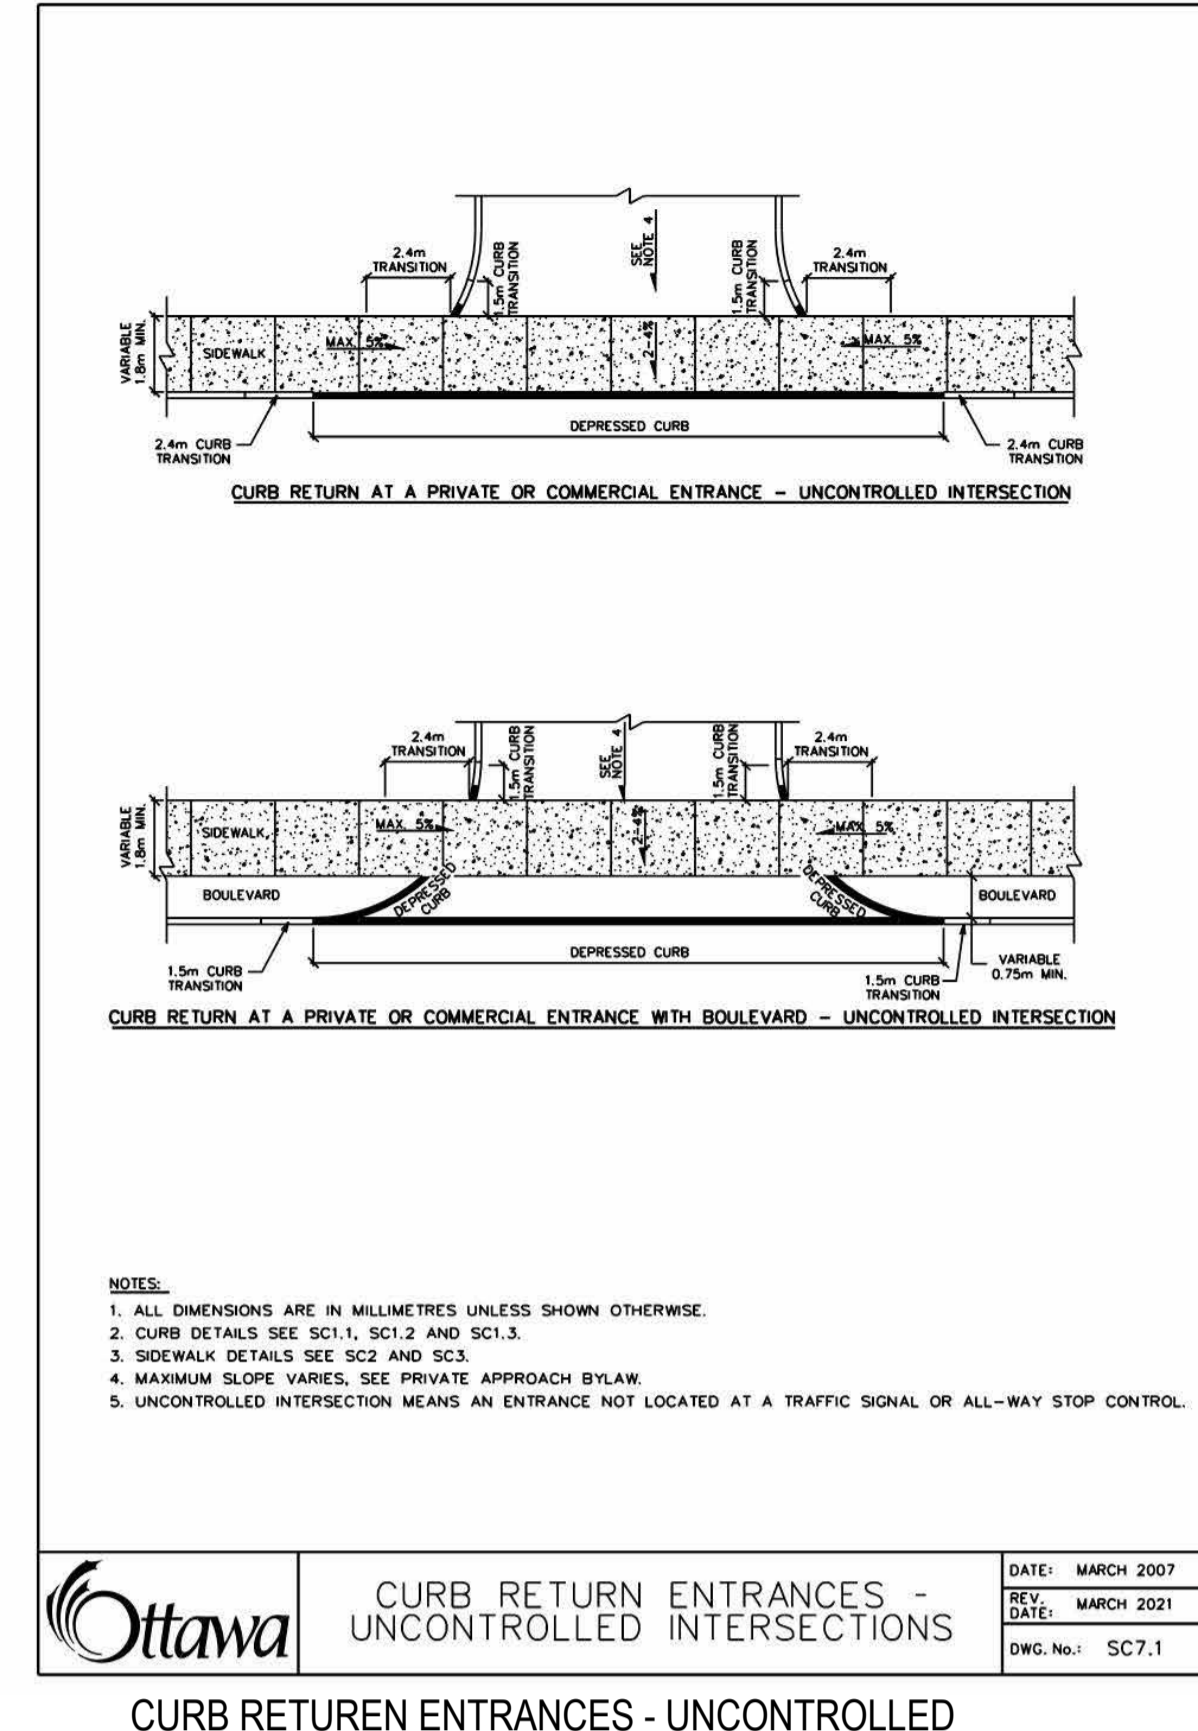 2.4m
TRANSITION
1.5m CURB
TRANSITION
SEE
NOTE 4
1.5m CURB
TRANSITION
2.4m
TRANSITION
VARIABLE
1.8m MIN.
SIDEWALK
MAX. 5%
2-4%
MAX. 5%
DEPRESSED CURB
2.4m CURB
TRANSITION
2.4m CURB
TRANSITION
CURB RETURN AT A PRIVATE OR COMMERCIAL ENTRANCE - UNCONTROLLED INTERSECTION
2.4m
TRANSITION
1.5m CURB
TRANSITION
SEE
NOTE 4
1.5m CURB
TRANSITION
2.4m
TRANSITION
VARIABLE
1.8m MIN.
SIDEWALK
MAX. 5%
2-4%
MAX. 5%
BOULEVARD
DEPRESSED
CURB
DEPRESSED
CURB
BOULEVARD
DEPRESSED CURB
1.5m CURB
TRANSITION
1.5m CURB
TRANSITION
VARIABLE
0.75m MIN.
CURB RETURN AT A PRIVATE OR COMMERCIAL ENTRANCE WITH BOULEVARD - UNCONTROLLED INTERSECTION
NOTES:
1. ALL DIMENSIONS ARE IN MILLIMETRES UNLESS SHOWN OTHERWISE.
2. CURB DETAILS SEE SC1.1, SC1.2 AND SC1.3.
3. SIDEWALK DETAILS SEE SC2 AND SC3.
4. MAXIMUM SLOPE VARIES, SEE PRIVATE APPROACH BYLAW.
5. UNCONTROLLED INTERSECTION MEANS AN ENTRANCE NOT LOCATED AT A TRAFFIC SIGNAL OR ALL-WAY STOP CONTROL.
Ottawa
CURB RETURN ENTRANCES -
UNCONTROLLED INTERSECTIONS
DATE: MARCH 2007
REV. DATE: MARCH 2021
DWG. No.: SC7.1
CURB RETUREN ENTRANCES - UNCONTROLLED